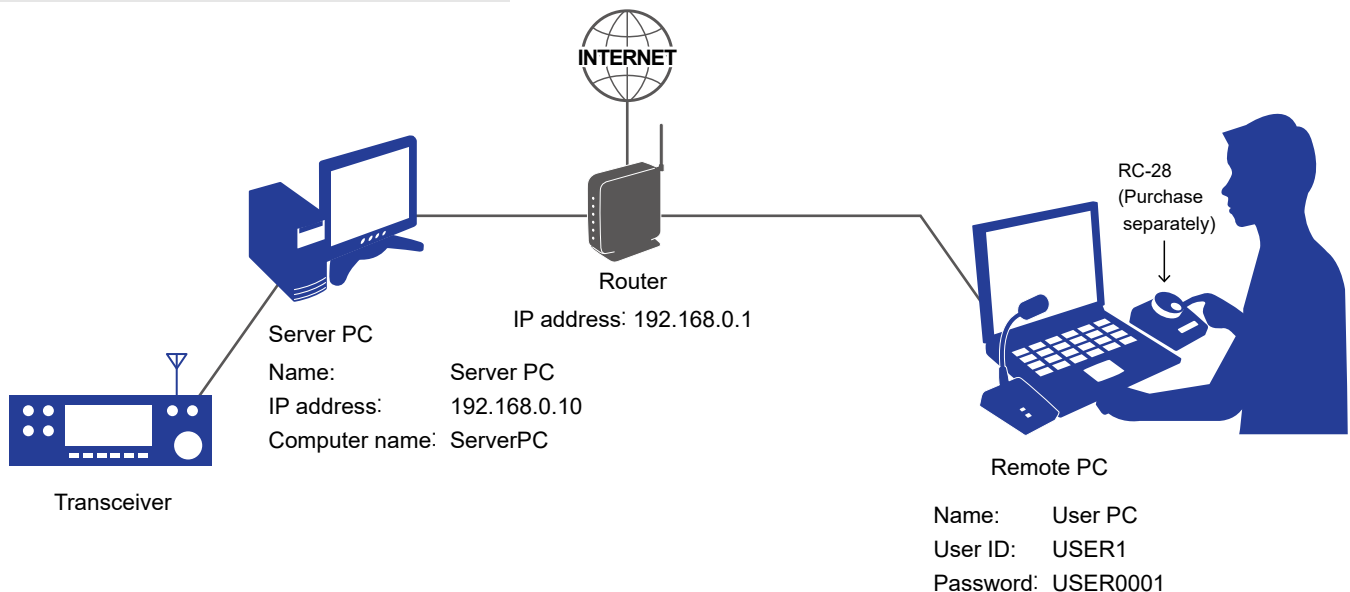 INTERNET
RC-28
(Purchase
separately)
Router
IP address: 192.168.0.1
Server PC
Name: Server PC
IP address: 192.168.0.10
Computer name: ServerPC
Transceiver
Remote PC
Name: User PC
User ID: USER1
Password: USER0001